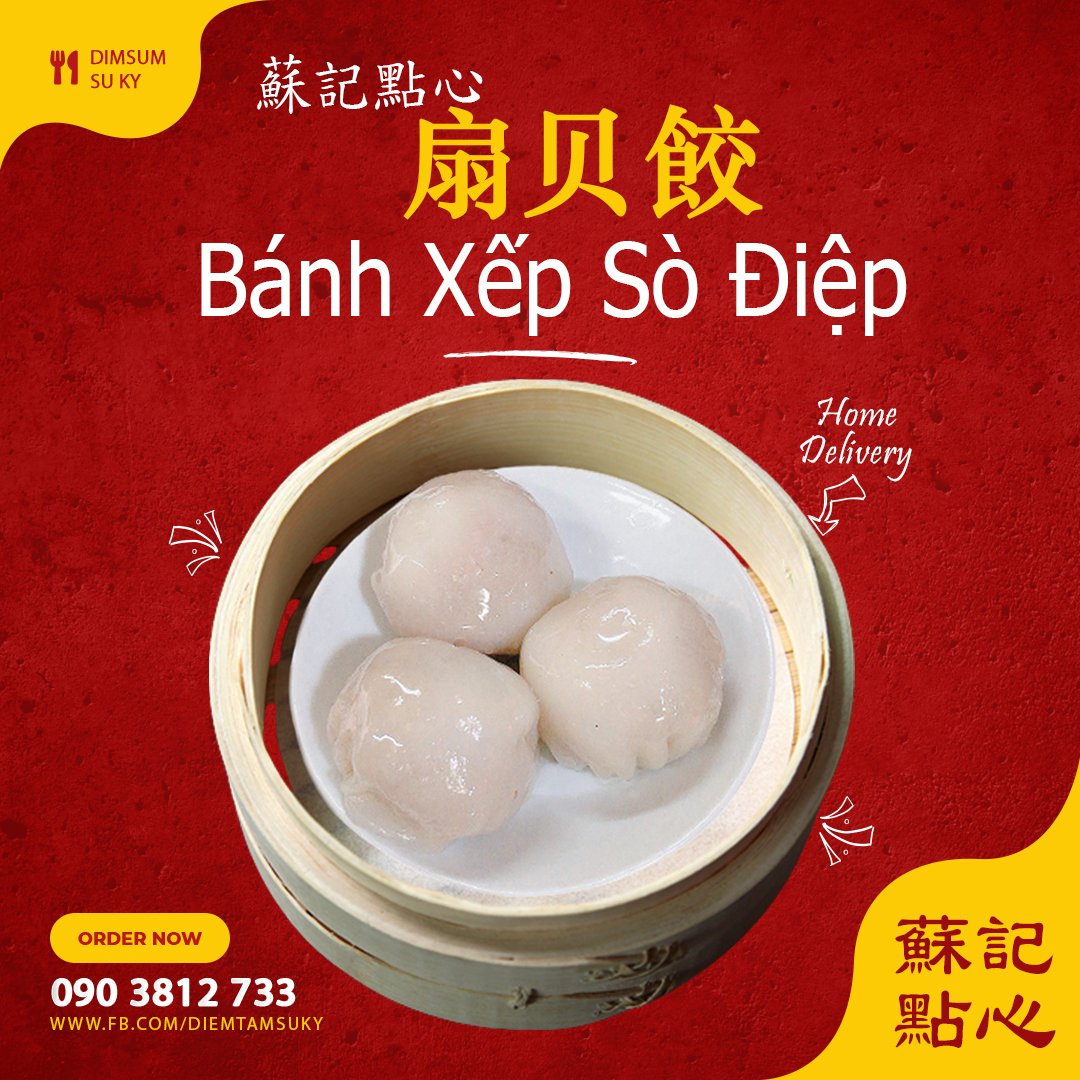 DIMSUM
SU KY
蘇記點心
扇贝餃
Bánh Xếp Sò Điệp
Home
Delivery
ORDER NOW
090 3812 733
WWW.FB.COM/DIEMTAMSUKY
蘇記
點心